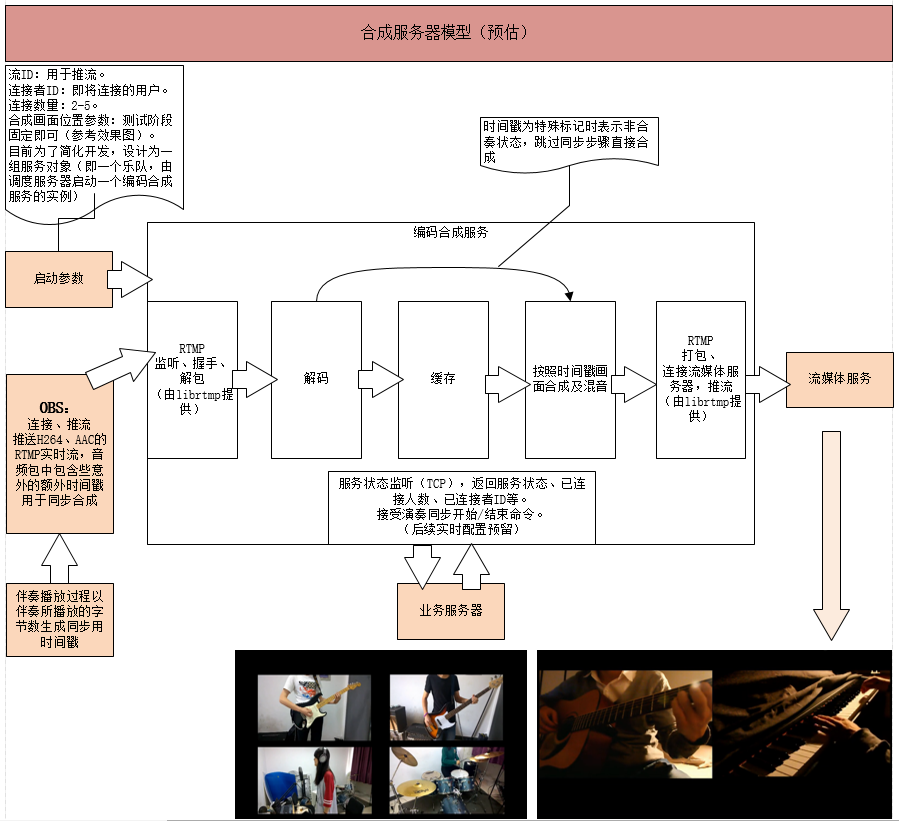 合成服务器模型（预估）
流ID：用于推流。
连接者ID：即将连接的用户。
连接数量：2-5。
合成画面位置参数：测试阶段
固定即可（参考效果图）。
目前为了简化开发，设计为一
组服务对象（即一个乐队，由
调度服务器启动一个编码合成
服务的实例）
时间戳为特殊标记时表示非合
奏状态，跳过同步步骤直接合
成
编码合成服务
启动参数
RTMP
监听、握手、
解包
（由librtmp提
供）
解码
缓存
按照时间戳画
面合成及混音
RTMP
打包、
连接流媒体服
务器，推流
（由librtmp提
供）
流媒体服务
OBS：
连接、推流
推送H264、AAC的
RTMP实时流，音
频包中包含些意
外的额外时间戳
用于同步合成
服务状态监听（TCP），返回服务状态、已
连接人数、已连接者ID等。
接受演奏同步开始/结束命令。
（后续实时配置预留）
伴奏播放过程以
伴奏所播放的字
节数生成同步用
时间戳
业务服务器